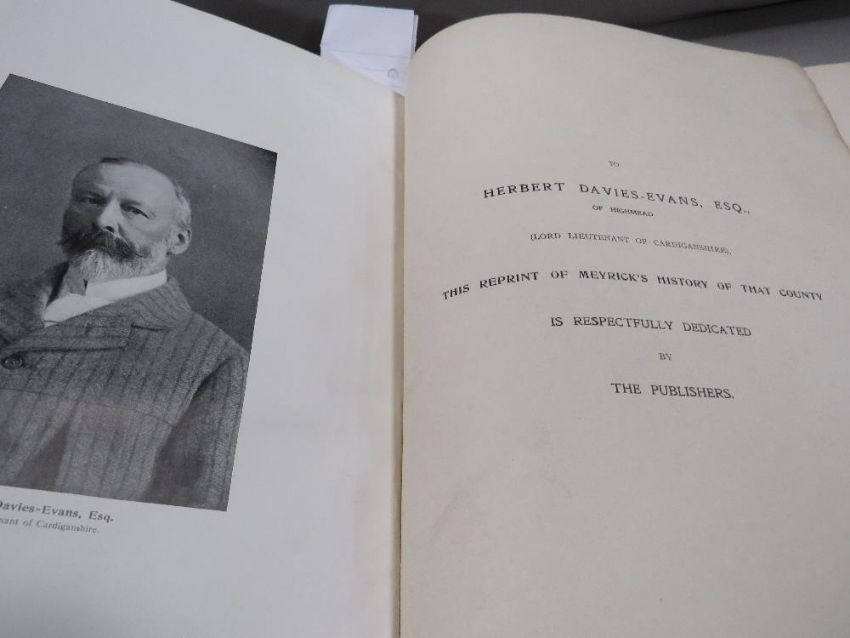 Davies-Evans, Esq.
nant of Cardiganshire.
TO
HERBERT DAVIES-EVANS, ESQ.,
OF HIGHMEAD
(LORD LIEUTENANT OF CARDIGANSHIRE),
THIS REPRINT OF MEYRICK'S HISTORY OF THAT COUNTY
IS RESPECTFULLY DEDICATED
BY
THE PUBLISHERS.